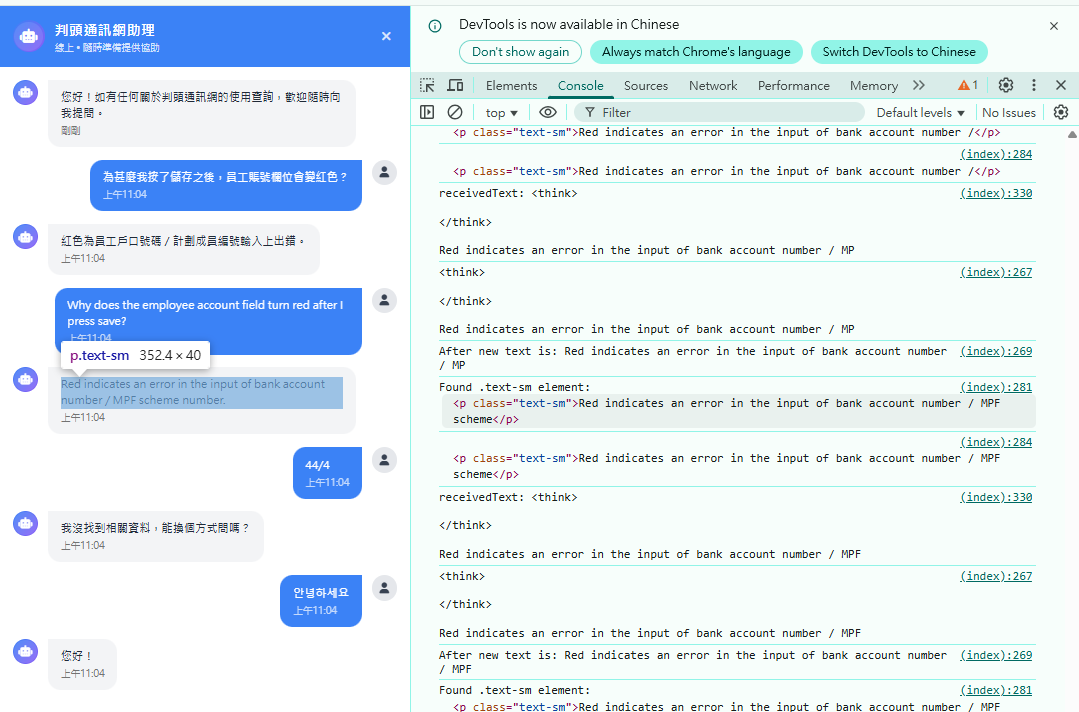 判頭通訊網助理
線上 • 隨時準備提供協助
您好！如有任何關於判頭通訊網的使用查詢，歡迎隨時向
我提問。
剛剛
為甚麼我按了儲存之後，員工賬號欄位會變紅色？
上午11:04
紅色為員工戶口號碼 / 計劃成員編號輸入上出錯。
上午11:04
Why does the employee account field turn red after I
press save?
上午11:04
p.text-sm 352.4 × 40
Red indicates an error in the input of bank account
number / MPF scheme number.
上午11:04
44/4
上午11:04
我沒找到相關資料，能換個方式問嗎？
上午11:04
안녕하세요
上午11:04
您好！
上午11:04
DevTools is now available in Chinese
Don't show again Always match Chrome's language Switch DevTools to Chinese
Elements Console Sources Network Performance Memory 1
top Filter Default levels No Issues
<p class="text-sm">Red indicates an error in the input of bank account number /</p>
(index):284
<p class="text-sm">Red indicates an error in the input of bank account number /</p>
receivedText: <think> (index):330
</think>
Red indicates an error in the input of bank account number / MP
<think> (index):267
</think>
Red indicates an error in the input of bank account number / MP
After new text is: Red indicates an error in the input of bank account number (index):269
/ MP
Found .text-sm element: (index):281
<p class="text-sm">Red indicates an error in the input of bank account number / MPF
scheme</p>
(index):284
<p class="text-sm">Red indicates an error in the input of bank account number / MPF
scheme</p>
receivedText: <think> (index):330
</think>
Red indicates an error in the input of bank account number / MPF
<think> (index):267
</think>
Red indicates an error in the input of bank account number / MPF
After new text is: Red indicates an error in the input of bank account number (index):269
/ MPF
Found .text-sm element: (index):281
<p class="text-sm">Red indicates an error in the input of bank account number / MPF